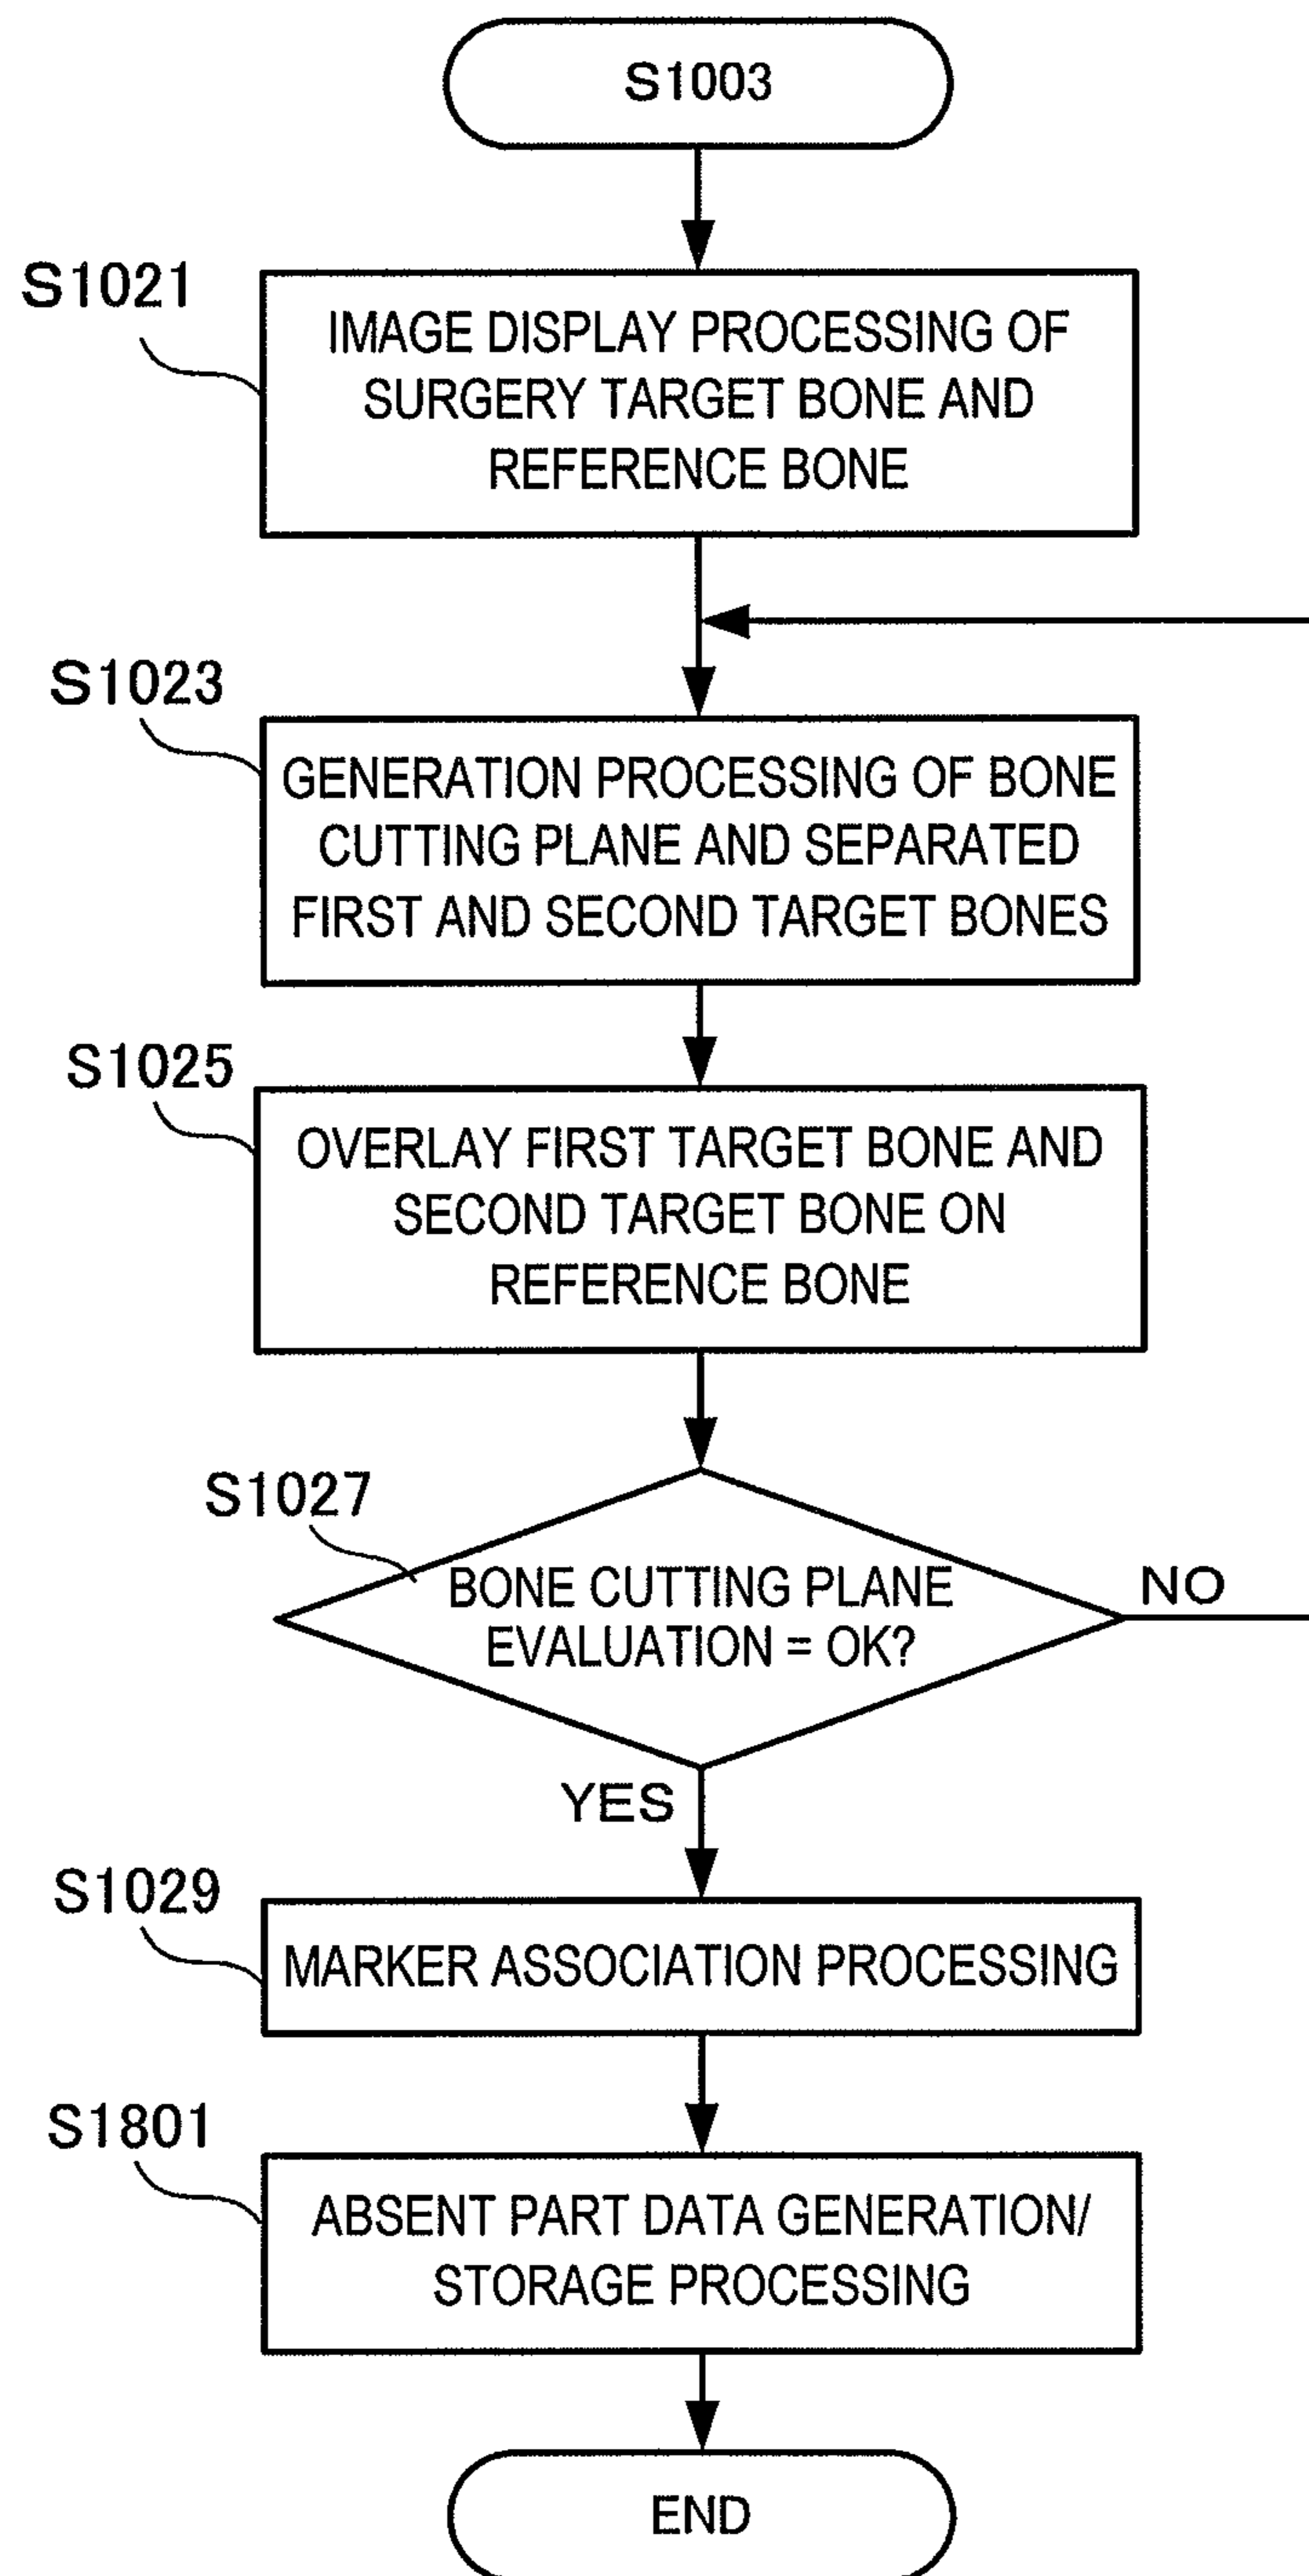 S1003
S1021
IMAGE DISPLAY PROCESSING OF
SURGERY TARGET BONE AND
REFERENCE BONE
S1023
GENERATION PROCESSING OF BONE
CUTTING PLANE AND SEPARATED
FIRST AND SECOND TARGET BONES
S1025
OVERLAY FIRST TARGET BONE AND
SECOND TARGET BONE ON
REFERENCE BONE
S1027
BONE CUTTING PLANE
EVALUATION = OK?
NO
YES
S1029
MARKER ASSOCIATION PROCESSING
S1801
ABSENT PART DATA GENERATION/
STORAGE PROCESSING
END